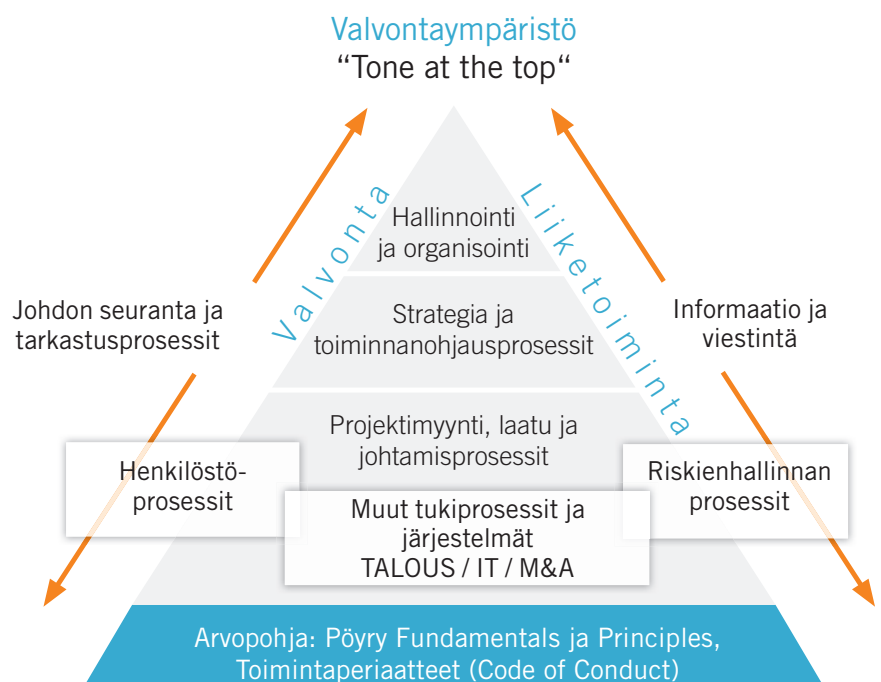 Valvontaympäristö
“Tone at the top“
Valvonta
Liiketoiminta
Hallinnointi
ja organisointi
Johdon seuranta ja
tarkastusprosessit
Strategia ja
toiminnanohjausprosessit
Informaatio ja
viestintä
Projektimyynti, laatu ja
johtamisprosessit
Henkilöstö-
prosessit
Riskienhallinnan
prosessit
Muut tukiprosessit ja
järjestelmät
TALOUS / IT / M&A
Arvopohja: Pöyry Fundamentals ja Principles,
Toimintaperiaatteet (Code of Conduct)